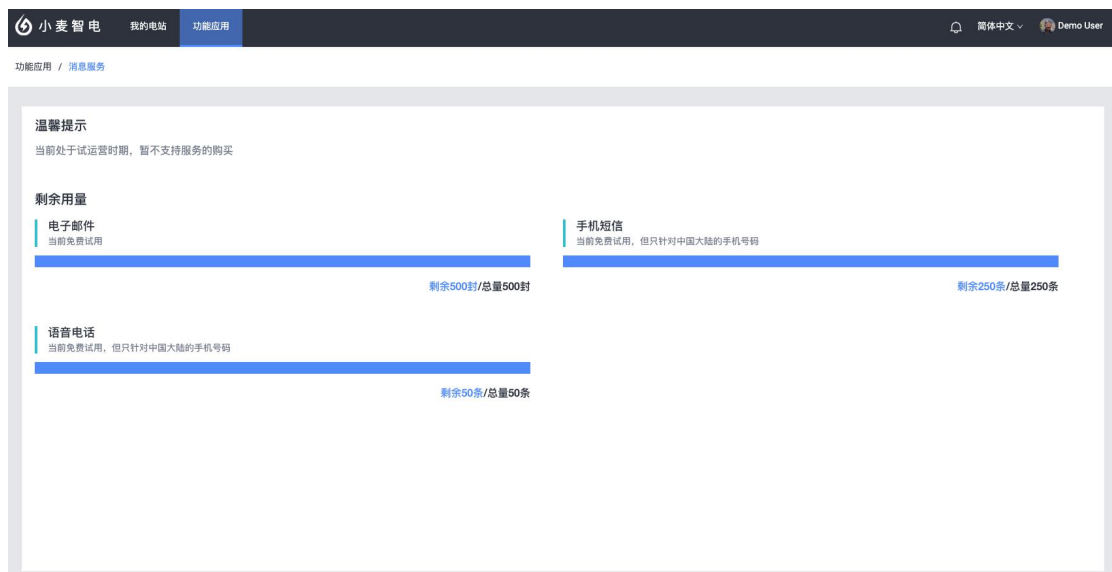 小麦智电 我的电站 功能应用 简体中文 Demo User
功能应用 / 消息服务
温馨提示
当前处于试运营时期，暂不支持服务的购买
剩余用量
电子邮件
当前免费试用
剩余500封/总量500封
手机短信
当前免费试用，但只针对中国大陆的手机号码
剩余250条/总量250条
语音电话
当前免费试用，但只针对中国大陆的手机号码
剩余50条/总量50条